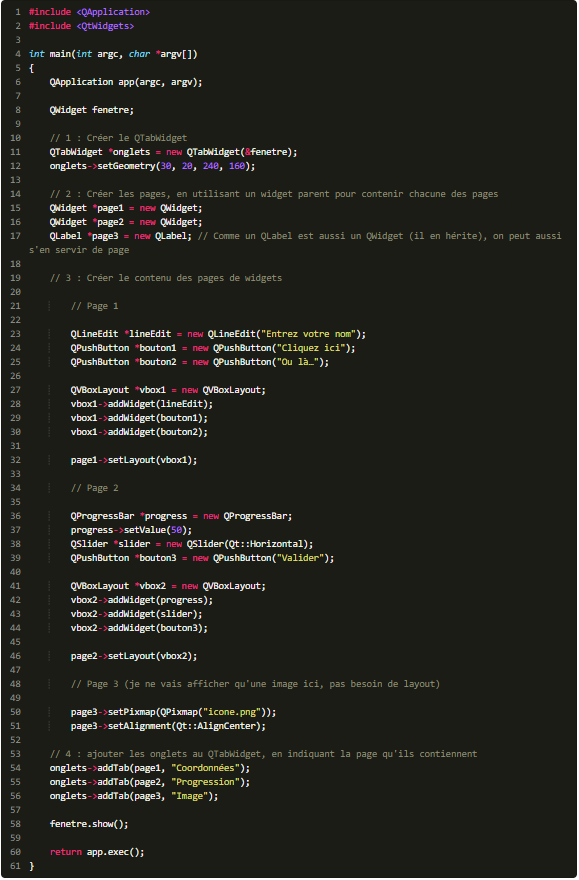 1 #include <QApplication>
2 #include <QtWidgets>
3
4 int main(int argc, char *argv[])
5 {
6     QApplication app(argc, argv);
7
8     QWidget fenetre;
9
10     // 1 : Créer le QTabWidget
11     QTabWidget *onglets = new QTabWidget(&fenetre);
12     onglets->setGeometry(30, 20, 240, 160);
13
14     // 2 : Créer les pages, en utilisant un widget parent pour contenir chacune des pages
15     QWidget *page1 = new QWidget;
16     QWidget *page2 = new QWidget;
17     QLabel *page3 = new QLabel; // Comme un QLabel est aussi un QWidget (il en hérite), on peut aussi
s'en servir de page
18
19     // 3 : Créer le contenu des pages de widgets
20
21         // Page 1
22
23         QLineEdit *lineEdit = new QLineEdit("Entrez votre nom");
24         QPushButton *bouton1 = new QPushButton("Cliquez ici");
25         QPushButton *bouton2 = new QPushButton("Ou là…");
26
27         QVBoxLayout *vbox1 = new QVBoxLayout;
28         vbox1->addWidget(lineEdit);
29         vbox1->addWidget(bouton1);
30         vbox1->addWidget(bouton2);
31
32         page1->setLayout(vbox1);
33
34         // Page 2
35
36         QProgressBar *progress = new QProgressBar;
37         progress->setValue(50);
38         QSlider *slider = new QSlider(Qt::Horizontal);
39         QPushButton *bouton3 = new QPushButton("Valider");
40
41         QVBoxLayout *vbox2 = new QVBoxLayout;
42         vbox2->addWidget(progress);
43         vbox2->addWidget(slider);
44         vbox2->addWidget(bouton3);
45
46         page2->setLayout(vbox2);
47
48         // Page 3 (je ne vais afficher qu'une image ici, pas besoin de layout)
49
50         page3->setPixmap(QPixmap("icone.png"));
51         page3->setAlignment(Qt::AlignCenter);
52
53     // 4 : ajouter les onglets au QTabWidget, en indiquant la page qu'ils contiennent
54     onglets->addTab(page1, "Coordonnées");
55     onglets->addTab(page2, "Progression");
56     onglets->addTab(page3, "Image");
57
58     fenetre.show();
59
60     return app.exec();
61 }